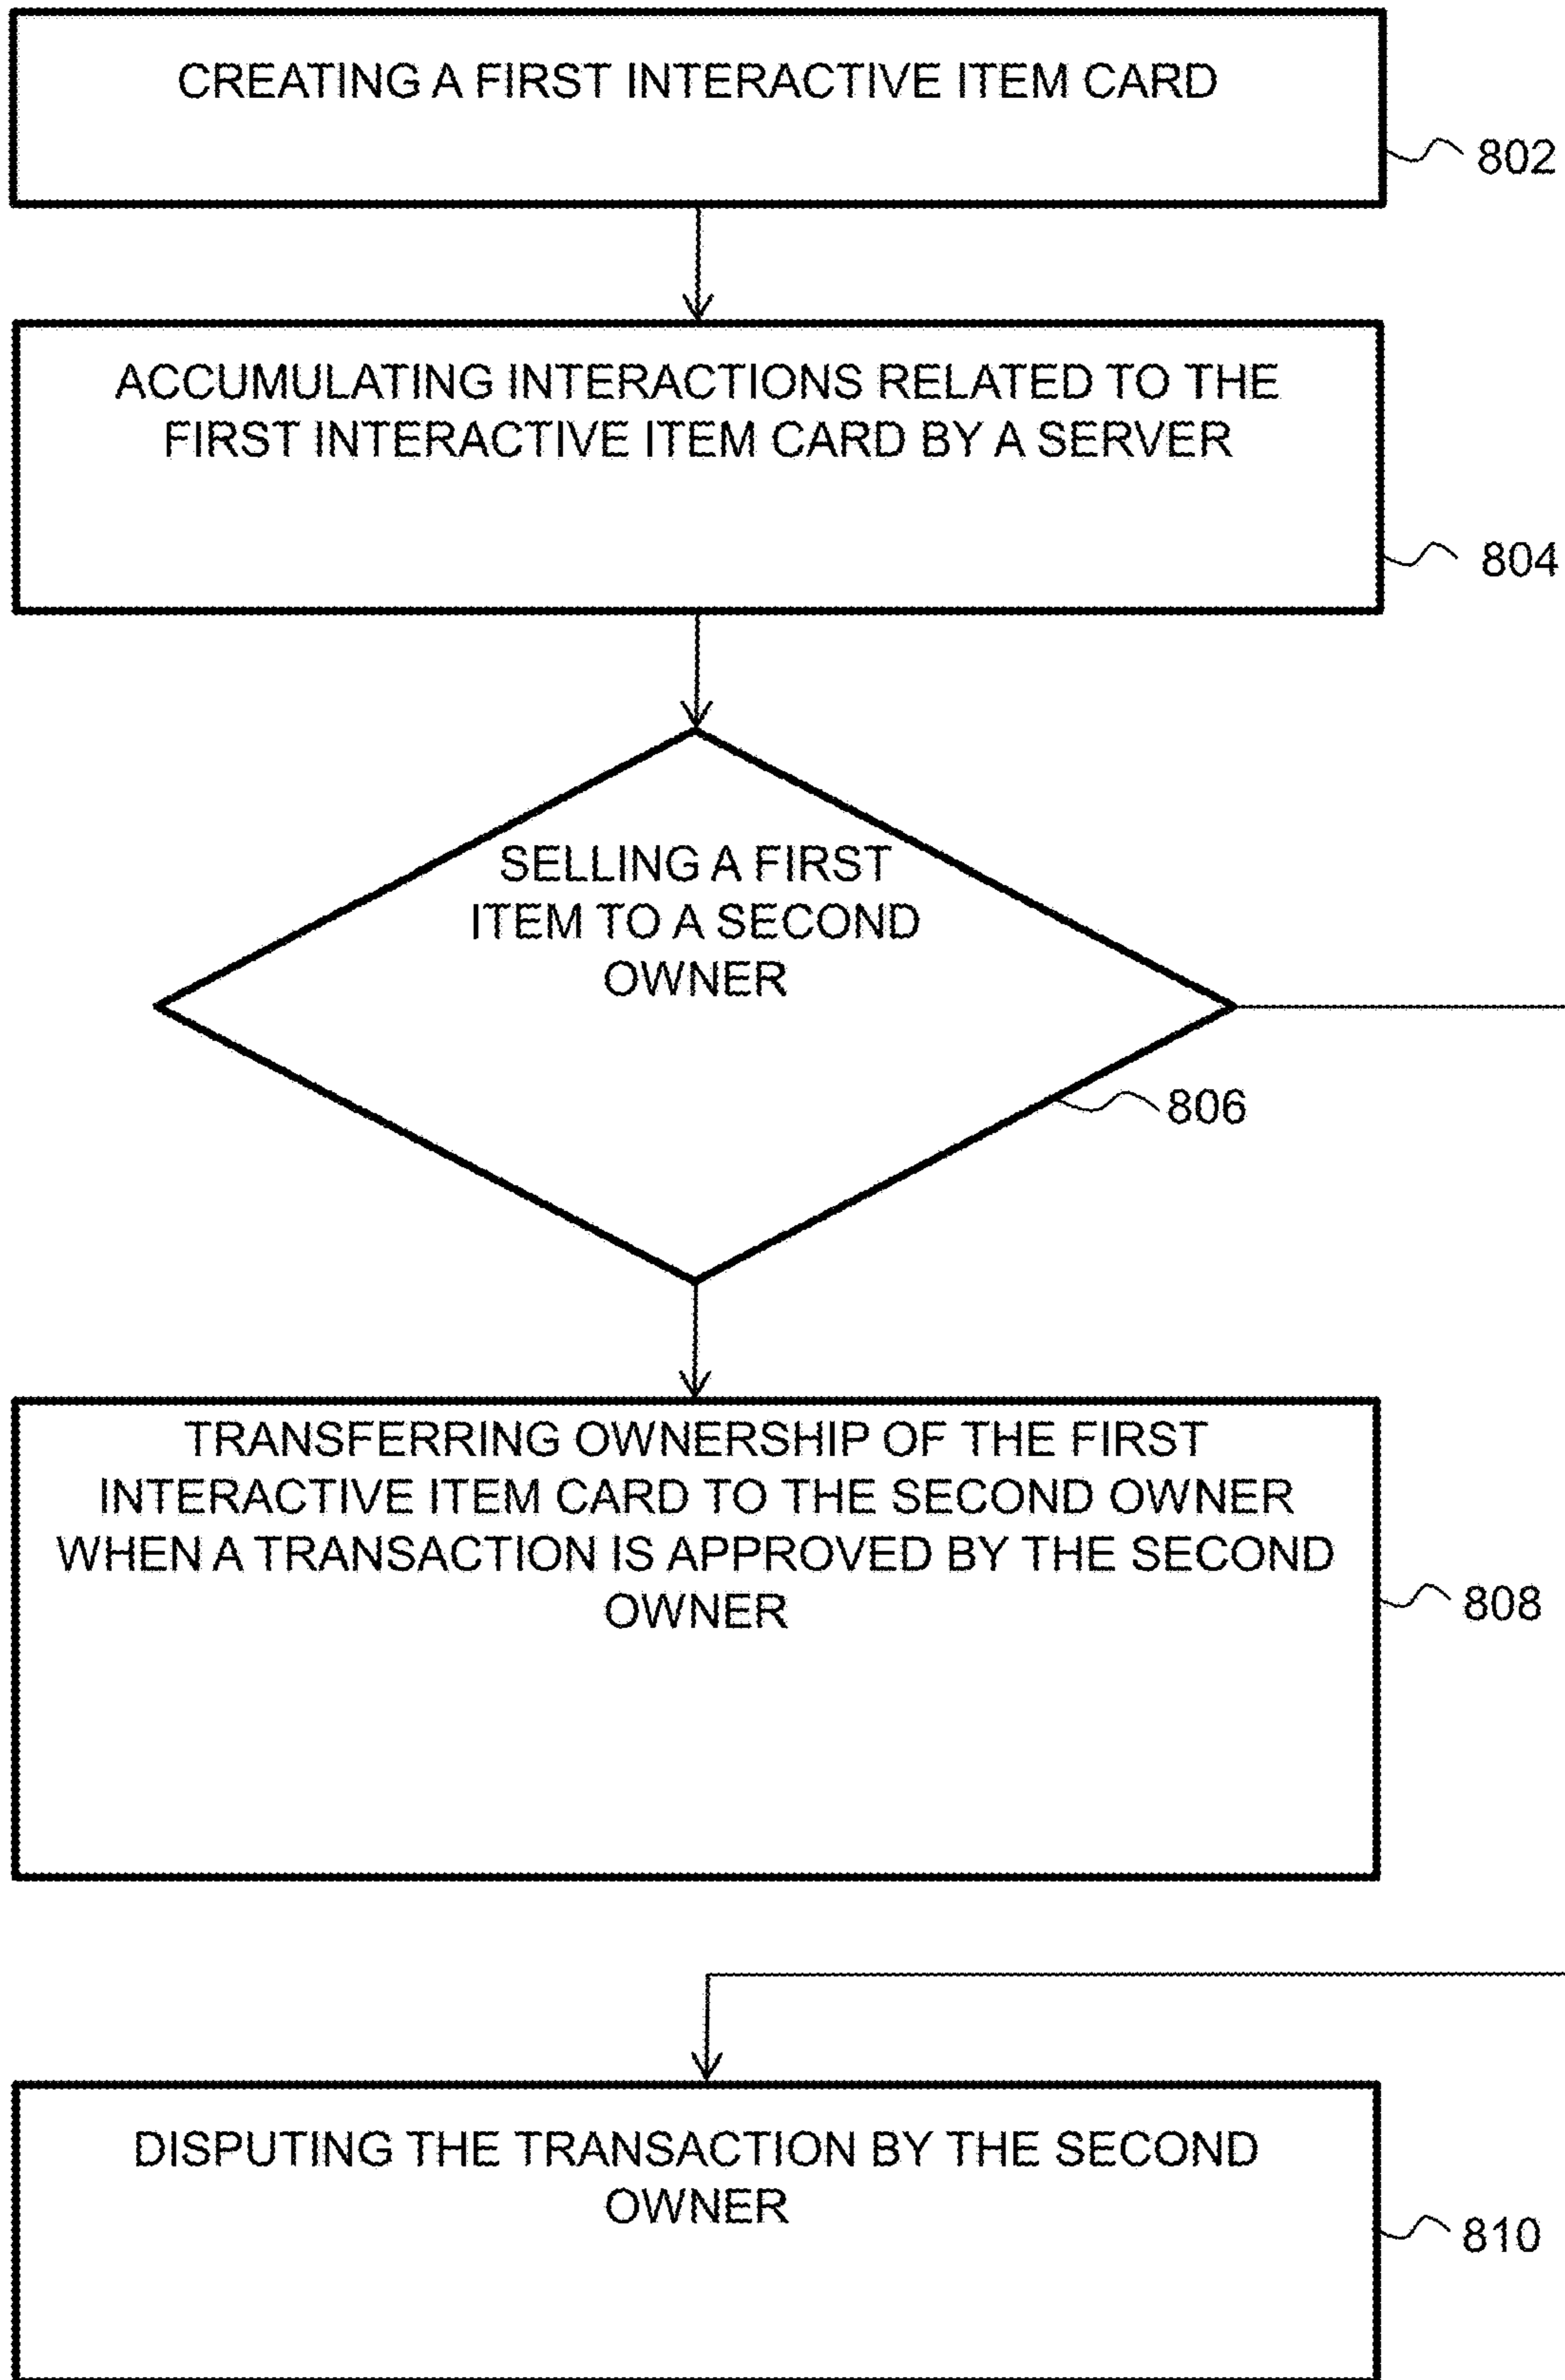 CREATING A FIRST INTERACTIVE ITEM CARD
802
ACCUMULATING INTERACTIONS RELATED TO THE
FIRST INTERACTIVE ITEM CARD BY A SERVER
804
SELLING A FIRST
ITEM TO A SECOND
OWNER
806
TRANSFERRING OWNERSHIP OF THE FIRST
INTERACTIVE ITEM CARD TO THE SECOND OWNER
WHEN A TRANSACTION IS APPROVED BY THE SECOND
OWNER
808
DISPUTING THE TRANSACTION BY THE SECOND
OWNER
810